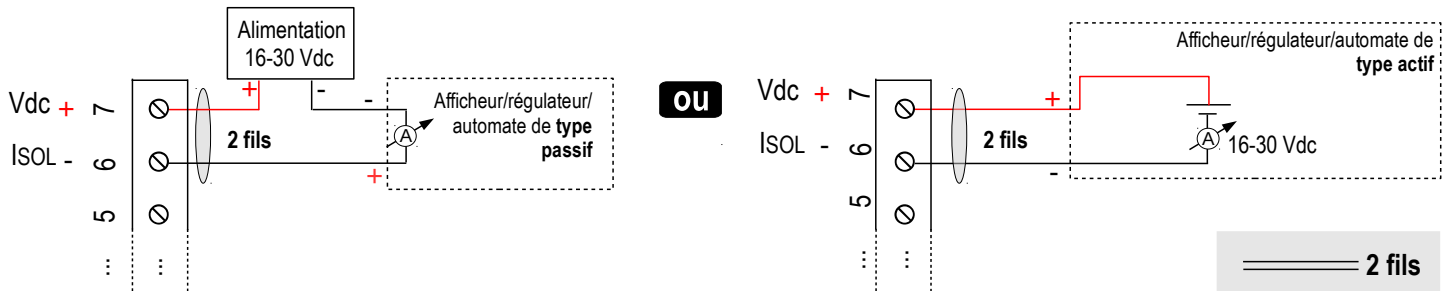 Alimentation
16-30 Vdc
+
-
-
Afficheur/régulateur/
automate de type
passif
Vdc +
7
2 fils
A
ISOL -
6
+
5
...
...
ou
Afficheur/régulateur/automate de
type actif
Vdc +
7
+
2 fils
A
16-30 Vdc
ISOL -
6
-
5
...
...
2 fils